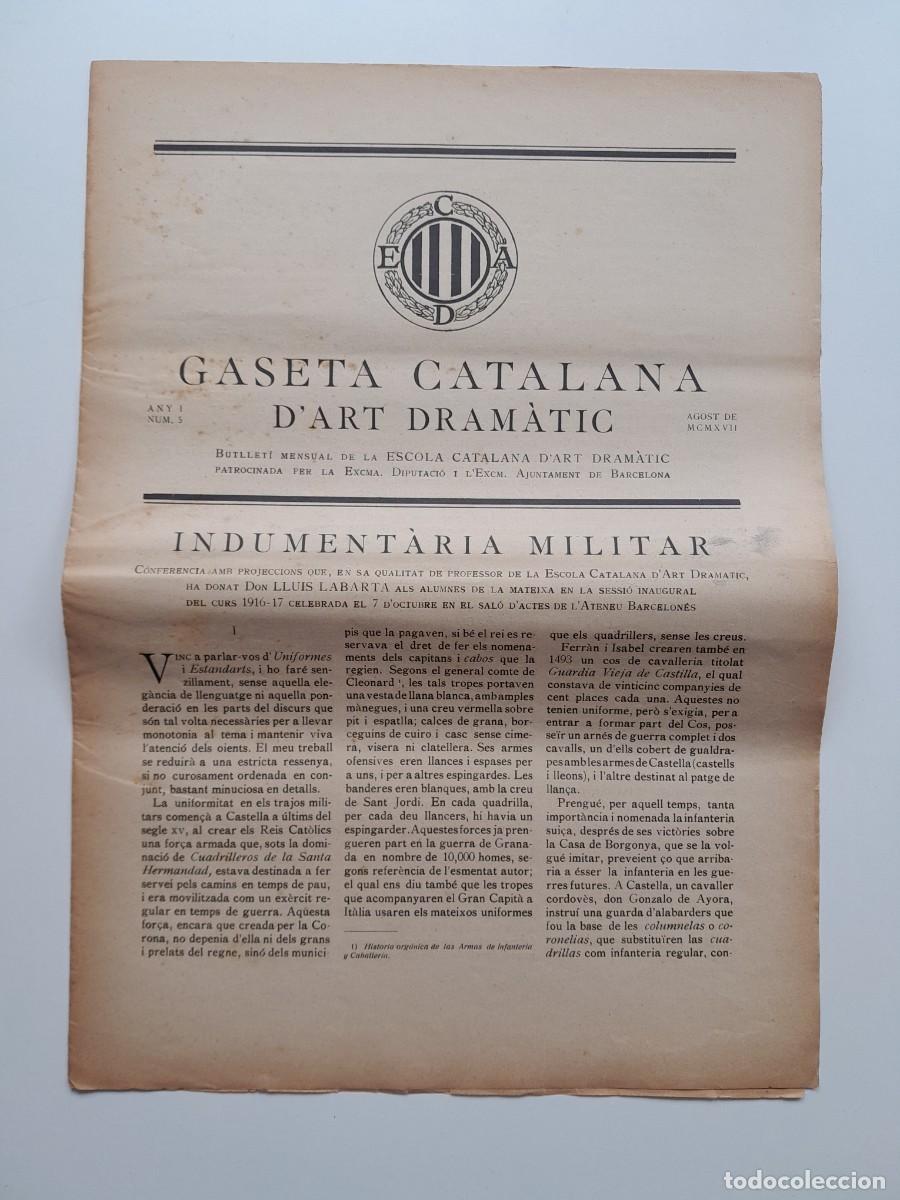 C
E A
D
GASETA CATALANA
D'ART DRAMÀTIC
ANY I
NUM. 5
AGOST DE
MCMXVII
BUTLLETÍ MENSUAL DE LA ESCOLA CATALANA D'ART DRAMÀTIC
PATROCINADA PER LA EXCMA. DIPUTACIÓ I L'EXCM. AJUNTAMENT DE BARCELONA
INDUMENTÀRIA MILITAR
CONFERENCIA AMB PROJECCIONS QUE, EN SA QUALITAT DE PROFESSOR DE LA ESCOLA CATALANA D'ART DRAMATIC,
HA DONAT DON LLUIS LABARTA ALS ALUMNES DE LA MATEIXA EN LA SESSIÓ INAUGURAL
DEL CURS 1916-17 CELEBRADA EL 7 D'OCTUBRE EN EL SALÓ D'ACTES DE L'ATENEU BARCELONÉS
I
VINC a parlar-vos d'Uniformes
i Estandarts, i ho faré sen-
zillament, sense aquella ele-
gància de llenguatge ni aquella pon-
deració en les parts del discurs que
són tal volta necessàries per a llevar
monotonia al tema i mantenir viva
l'atenció dels oients. El meu treball
se reduirà a una estricta ressenya,
si no curosament ordenada en con-
junt, bastant minuciosa en detalls.
La uniformitat en els trajos mili-
tars començà a Castella a últims del
segle XV, al crear els Reis Catòlics
una força armada que, sots la domi-
nació de Cuadrilleros de la Santa
Hermandad, estava destinada a fer
servei pels camins en temps de pau,
i era movilitzada com un exèrcit re-
gular en temps de guerra. Aquesta
força, encara que creada per la Co-
rona, no depenia d'ella ni dels grans
i prelats del regne, sinó dels munici-
pis que la pagaven, si bé el rei es re-
servava el dret de fer els nomena-
ments dels capitans i cabos que la
regien. Segons el general comte de
Cleonard ¹, les tals tropes portaven
una vesta de llana blanca, amb amples
mànegues, i una creu vermella sobre
pit i espatlla; calces de grana, bor-
ceguins de cuiro i casc sense cime-
ra, visera ni clatellera. Ses armes
ofensives eren llances i espases per
a uns, i per a altres espingardes. Les
banderes eren blanques, amb la creu
de Sant Jordi. En cada quadrilla,
per cada deu llancers, hi havia un
espingarder. Aquestes forces ja pren-
gueren part en la guerra de Grana-
da en nombre de 10,000 homes, se-
gons referència de l'esmentat autor;
el qual ens diu també que les tropes
que acompanyaren el Gran Capità a
Itàlia usaren els mateixos uniformes
1) Historia orgánica de las Armas de Infantería
y Caballería.
que els quadrillers, sense les creus.
Ferràn i Isabel crearen també en
1493 un cos de cavalleria titolat
Guardia Vieja de Castilla, el qual
constava de vinticinc companyies de
cent places cada una. Aquestes no
tenien uniforme, però s'exigia, per a
entrar a formar part del Cos, pos-
seïr un arnés de guerra complet i dos
cavalls, un d'ells cobert de gualdra-
pes amb les armes de Castella (castells
i lleons), i l'altre destinat al patge de
llança.
Prengué, per aquell temps, tanta
importància i nomenada la infanteria
suiça, després de ses victòries sobre
la Casa de Borgonya, que se la vol-
gué imitar, preveient ço que arriba-
ria a ésser la infanteria en les gue-
rres futures. A Castella, un cavaller
cordovès, don Gonzalo de Ayora,
instruí una guarda d'alabarders que
fou la base de les columnelas o co-
ronelias, que substituïren les cua-
drillas com infanteria regular, con-
todocoleccion